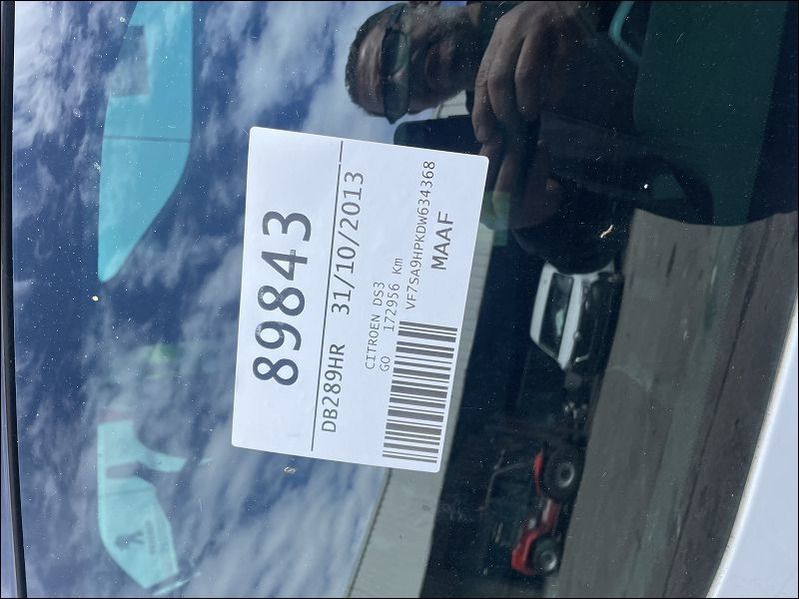 89843
DB289HR 31/10/2013
CITROEN DS3
GO 172956 Km
VF7SA9HPKDW634368
MAAF